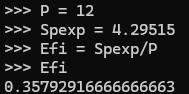 >>> P = 12
>>> Spexp = 4.29515
>>> Efi = Spexp/P
>>> Efi
0.35792916666666663